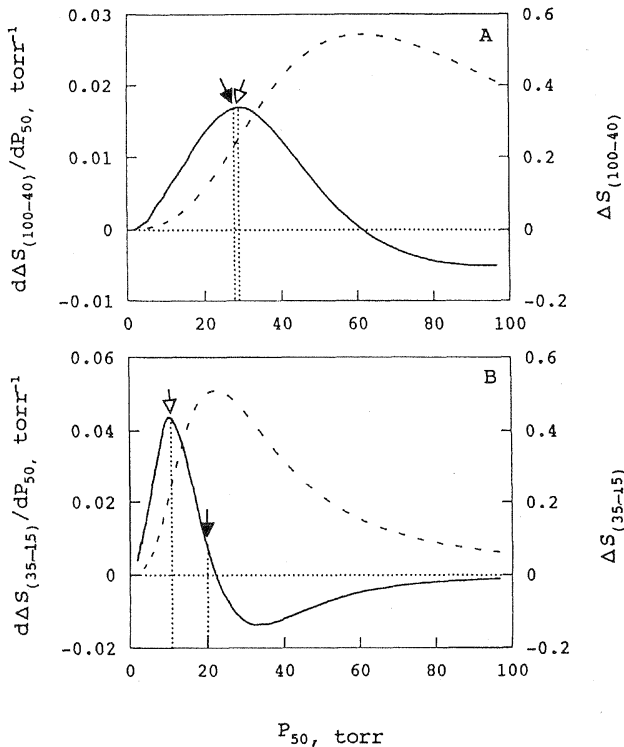 A
dΔS(100-40)/dP50, torr-1
0.03
0.02
0.01
0
-0.01
0.6
0.4
0.2
0
-0.2
ΔS(100-40)
0 20 40 60 80 100
B
dΔS(35-15)/dP50, torr-1
0.06
0.04
0.02
0
-0.02
0.6
0.4
0.2
0
-0.2
ΔS(35-15)
0 20 40 60 80 100
P50, torr